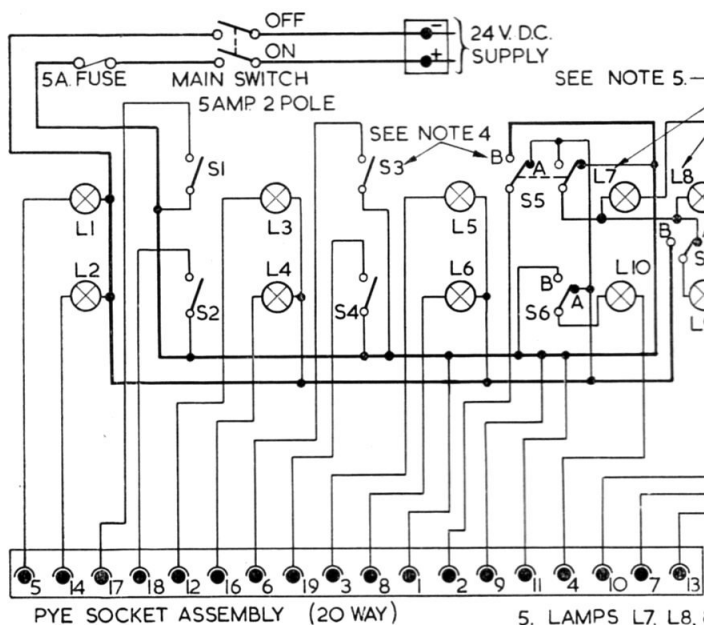 OFF
ON
- 24 V. D.C.
+ SUPPLY
5A. FUSE
MAIN SWITCH
5 AMP 2 POLE
SEE NOTE 5.
SEE NOTE 4
S1
S3
B
A
S5
L7
L8
B
L1
L3
L5
L2
L4
L6
S2
S4
B
A
S6
L10
5 14 17 18 12 16 6 19 3 8 1 2 9 11 4 10 7 13
PYE SOCKET ASSEMBLY (20 WAY)
5. LAMPS L7, L8,